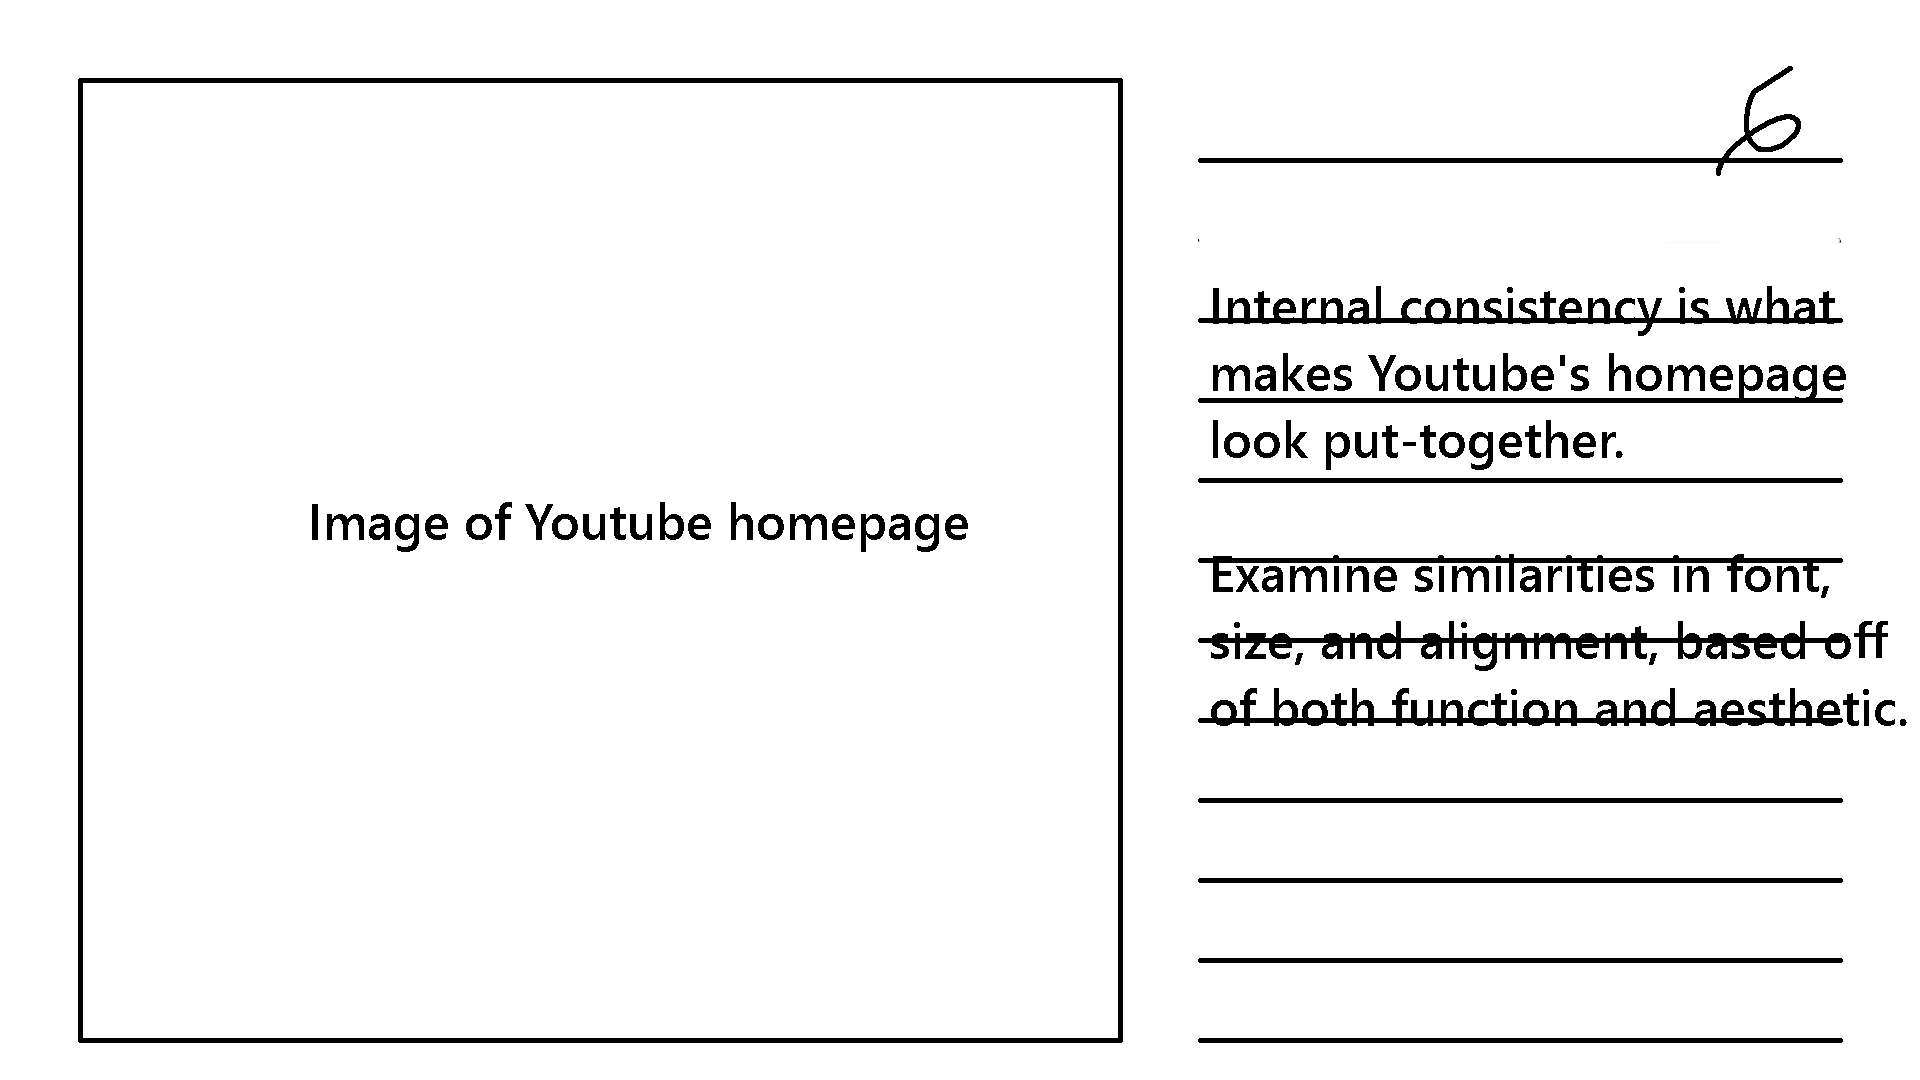 6
Internal consistency is what
makes Youtube's homepage
look put-together.
Image of Youtube homepage
Examine similarities in font,
size, and alignment, based off
of both function and aesthetic.